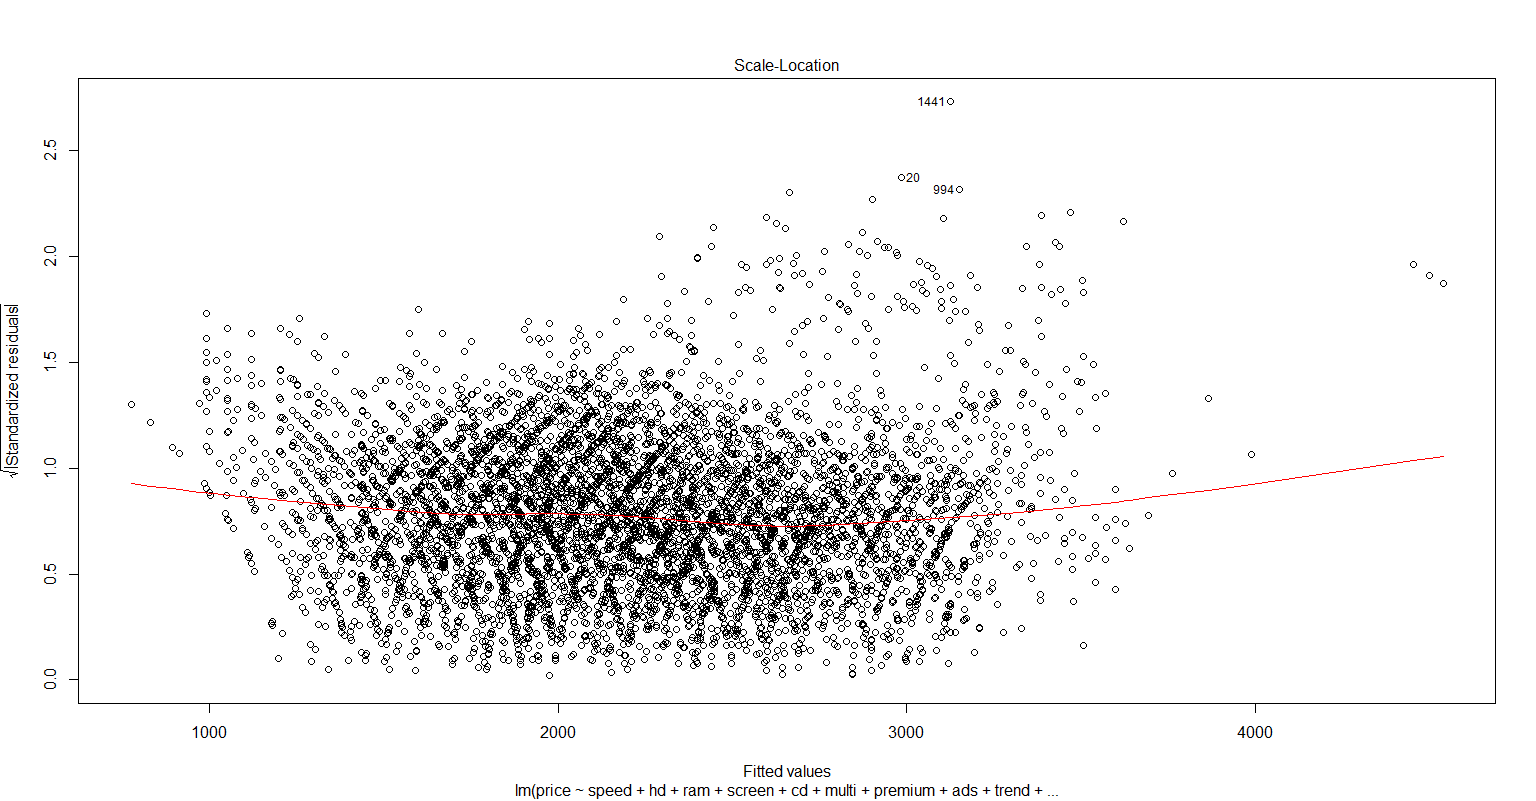 Scale-Location
1441
20
994
2.5
2.0
1.5
1.0
0.5
0.0
√|Standardized residuals|
1000 2000 3000 4000
Fitted values
lm(price ~ speed + hd + ram + screen + cd + multi + premium + ads + trend + ...